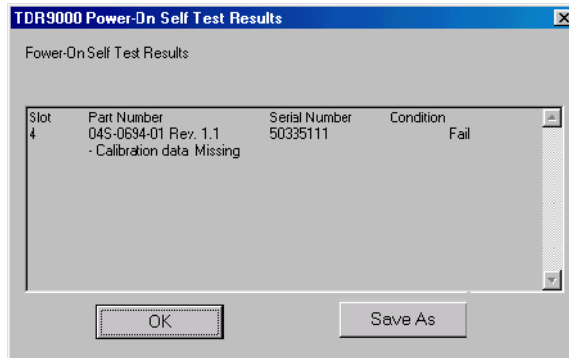 TDR9000 Power-On Self Test Results
Fower-On Self Test Results
Slot Part Number Serial Number Condition
4 04S-0694-01 Rev. 1.1 50335111 Fail
- Calibration data Missing
OK Save As